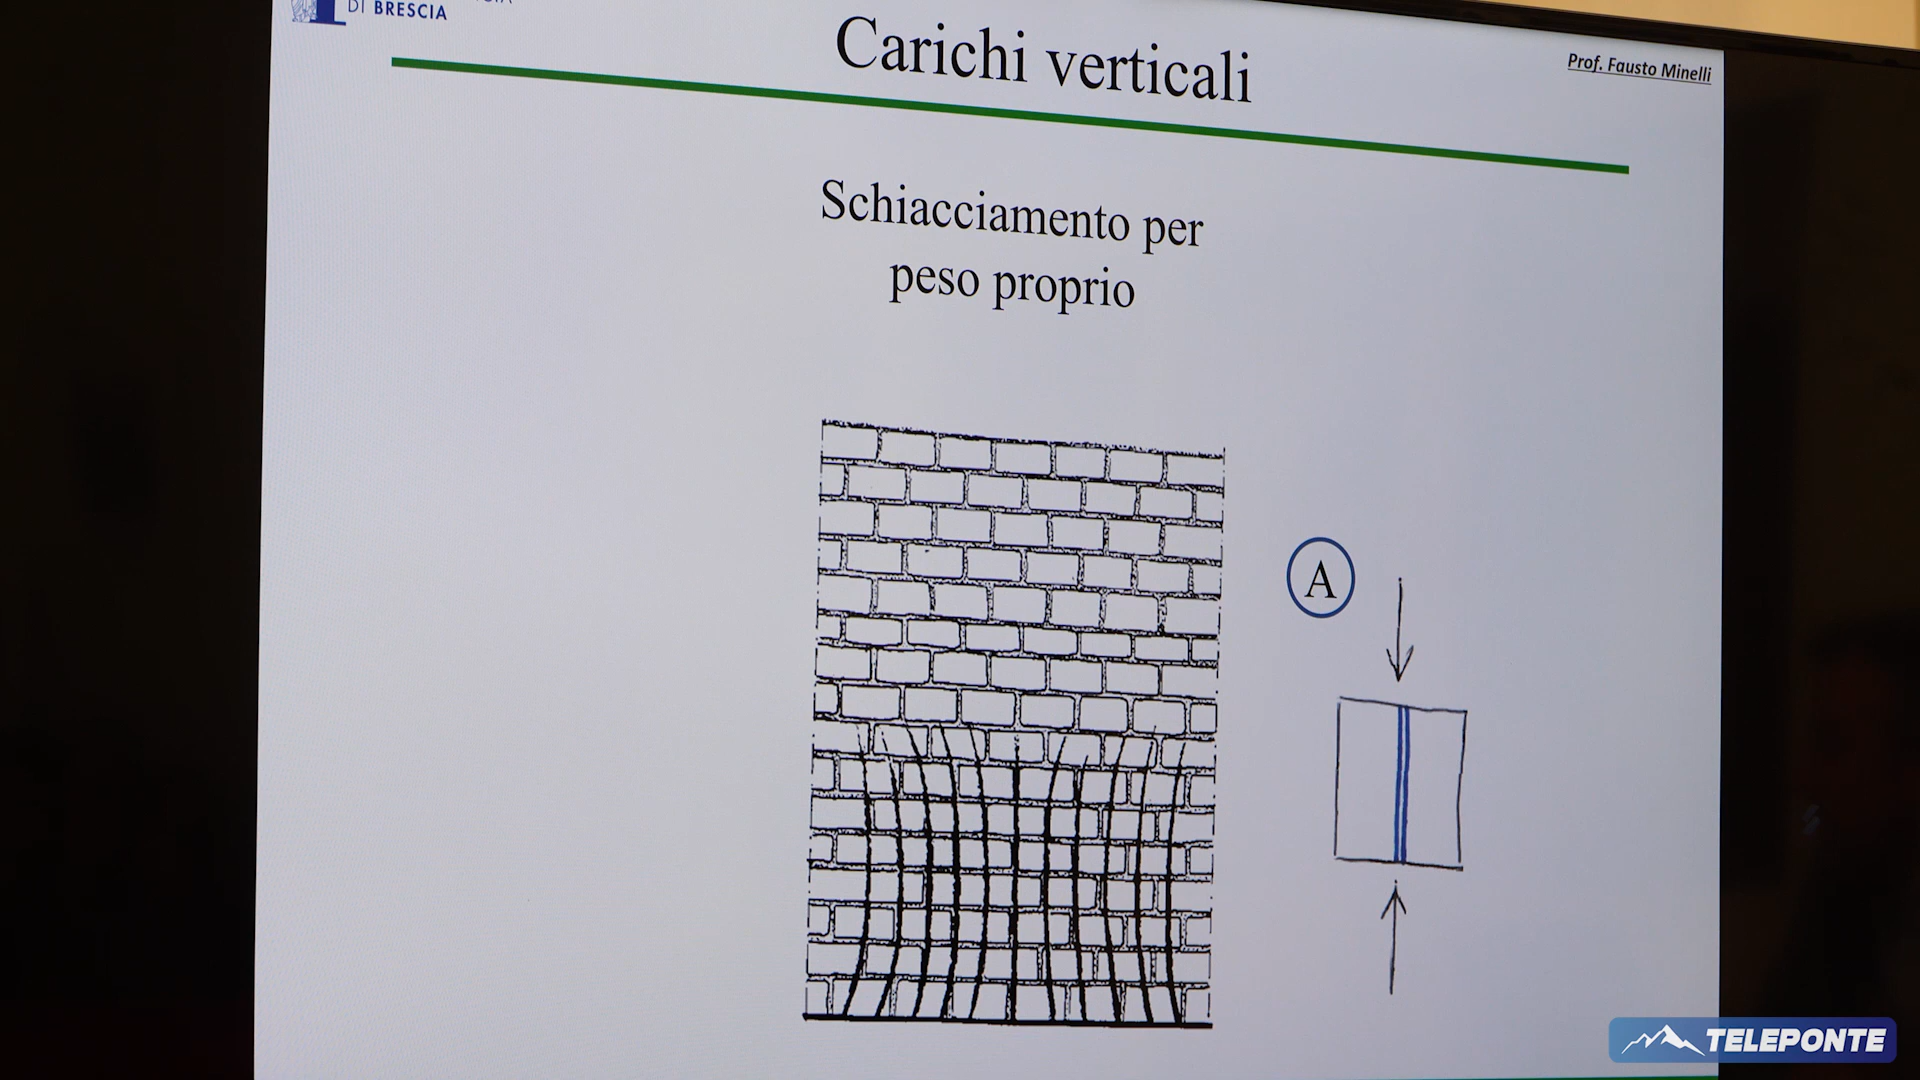 DI BRESCIA
Carichi verticali
Prof. Fausto Minelli
Schiacciamento per
peso proprio
A
TELEPONTE